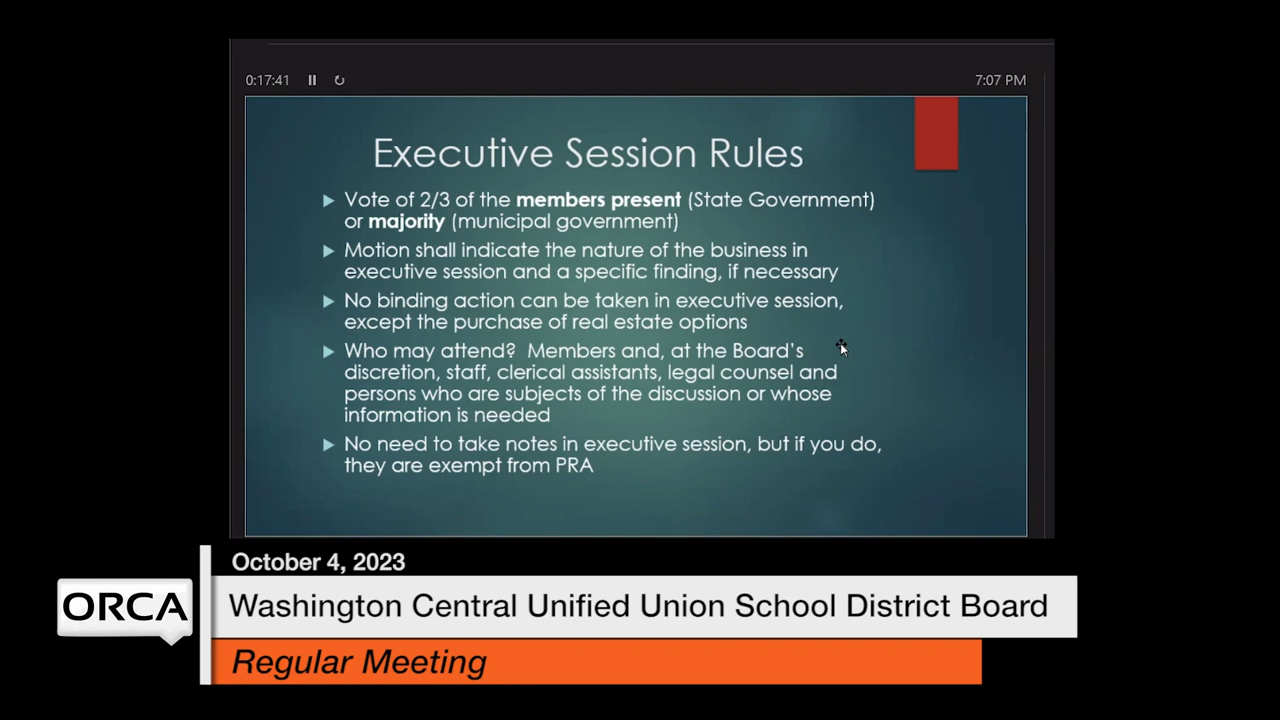 0:17:41
7:07 PM
Executive Session Rules
Vote of 2/3 of the members present (State Government)
or majority (municipal government)
Motion shall indicate the nature of the business in
executive session and a specific finding, if necessary
No binding action can be taken in executive session,
except the purchase of real estate options
Who may attend?  Members and, at the Board's
discretion, staff, clerical assistants, legal counsel and
persons who are subjects of the discussion or whose
information is needed
No need to take notes in executive session, but if you do,
they are exempt from PRA
October 4, 2023
ORCA
Washington Central Unified Union School District Board
Regular Meeting